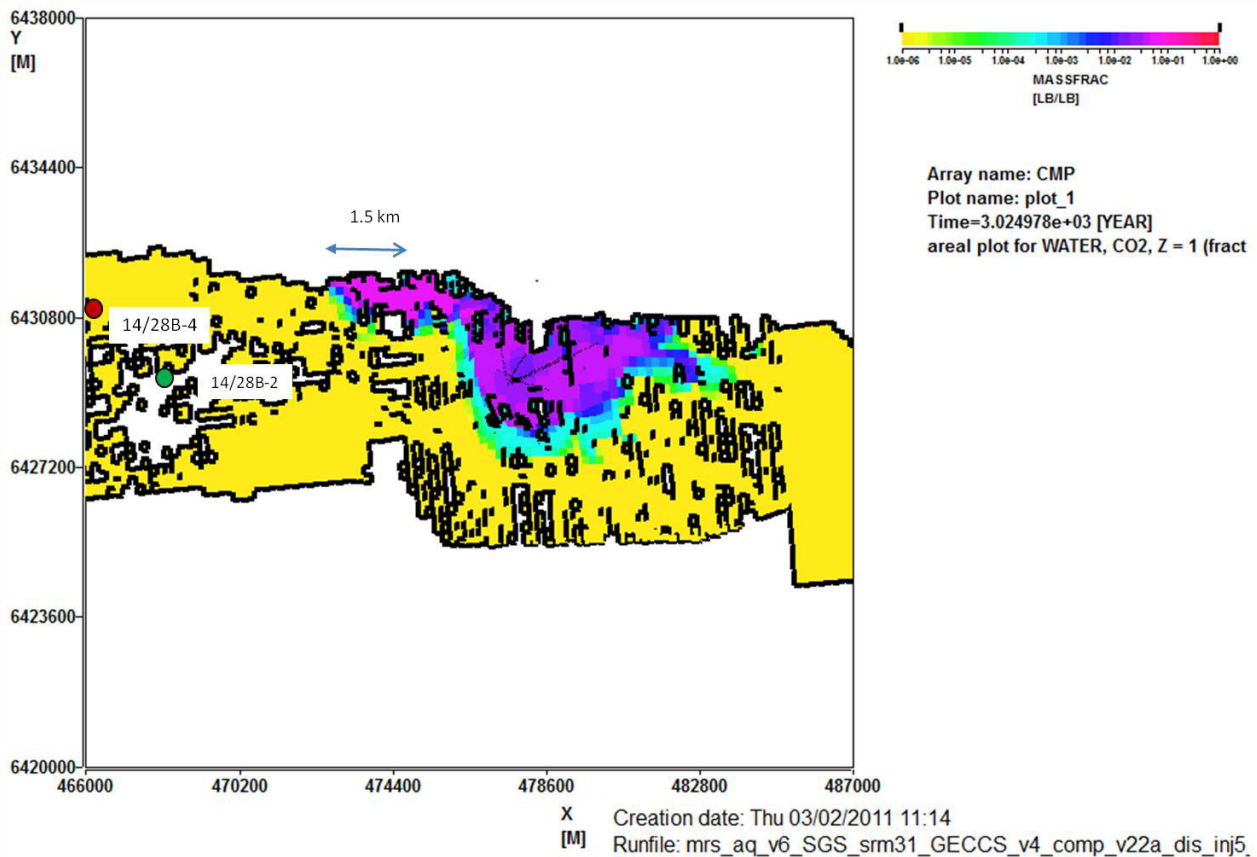 6438000
Y
[M]
6434400
6430800
6427200
6423600
6420000
466000
470200
474400
478600
482800
487000
X
[M]
1.5 km
14/28B-4
14/28B-2
1.0e-06
1.0e-05
1.0e-04
1.0e-03
1.0e-02
1.0e-01
1.0e+00
MASSFRAC
[LB/LB]
Array name: CMP
Plot name: plot_1
Time=3.024978e+03 [YEAR]
areal plot for WATER, CO2, Z = 1 (fract
Creation date: Thu 03/02/2011 11:14
Runfile: mrs_aq_v6_SGS_srm31_GECCS_v4_comp_v22a_dis_inj5_